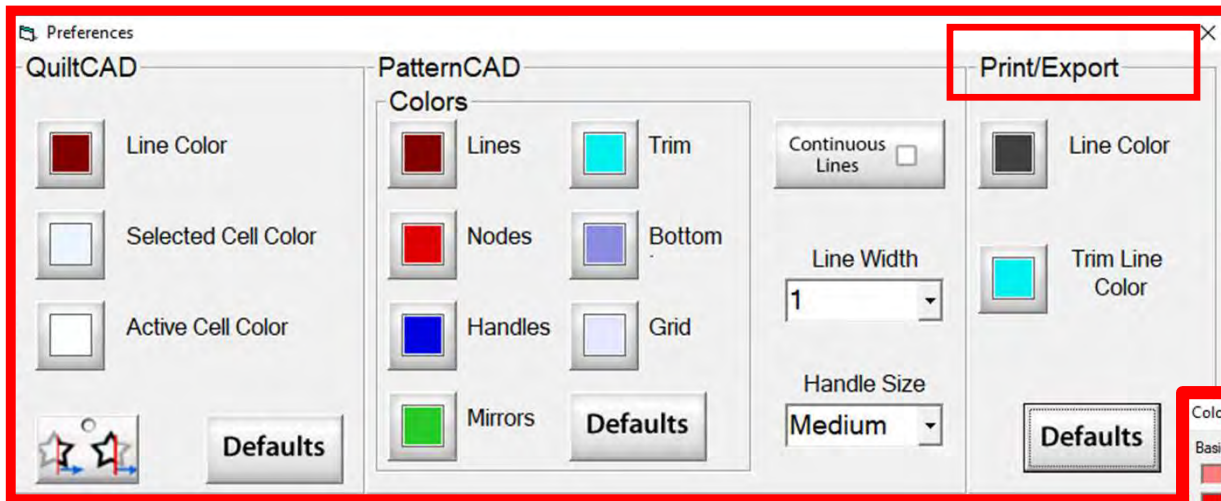 Preferences
QuiltCAD
Line Color
Selected Cell Color
Active Cell Color
Defaults
PatternCAD
Colors
Lines
Trim
Nodes
Bottom
Handles
Grid
Mirrors
Defaults
Continuous
Lines
Line Width
1
Handle Size
Medium
Print/Export
Line Color
Trim Line
Color
Defaults